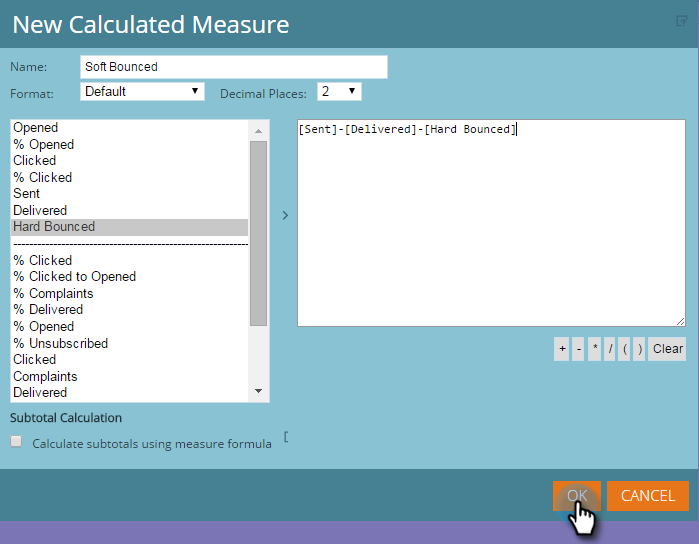 New Calculated Measure
Name: Soft Bounced
Format: Default Decimal Places: 2
Opened
% Opened
Clicked
% Clicked
Sent
Delivered
Hard Bounced
% Clicked
% Clicked to Opened
% Complaints
% Delivered
% Opened
% Unsubscribed
Clicked
Complaints
Delivered
[Sent]-[Delivered]-[Hard Bounced]
+ - * / ( ) Clear
Subtotal Calculation
Calculate subtotals using measure formula [
OK CANCEL